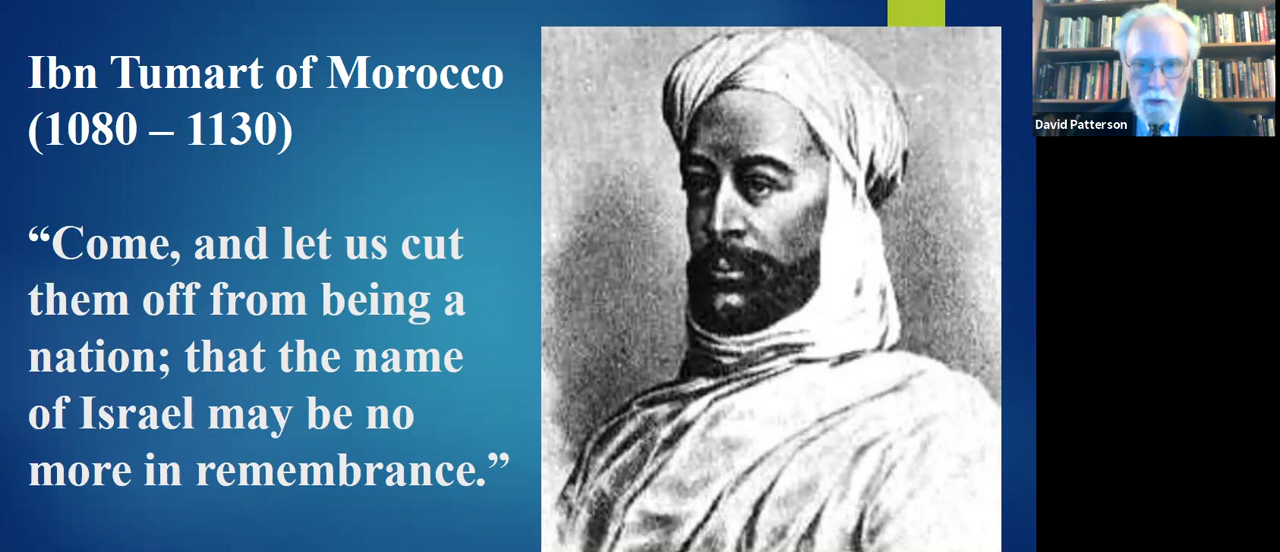 Ibn Tumart of Morocco
(1080 – 1130)
“Come, and let us cut
them off from being a
nation; that the name
of Israel may be no
more in remembrance.”
David Patterson